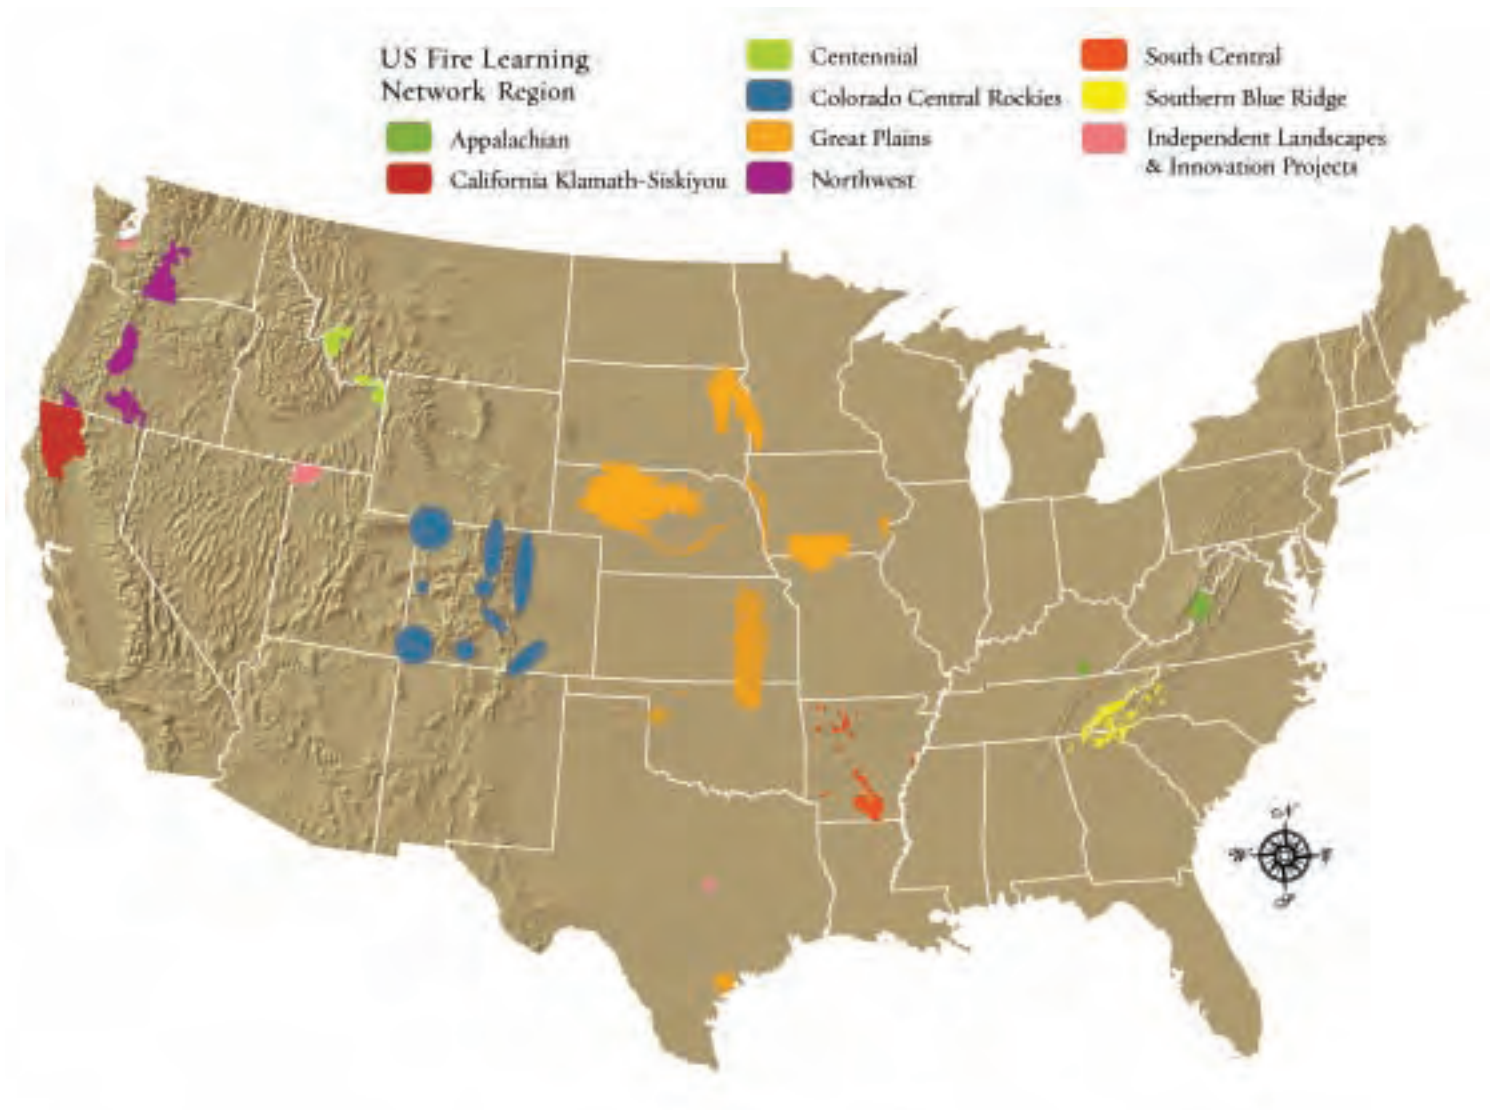 US Fire Learning
Network Region
Appalachian
California Klamath-Siskiyou
Centennial
Colorado Central Rockies
Great Plains
Northwest
South Central
Southern Blue Ridge
Independent Landscapes
& Innovation Projects
N
W
E
S